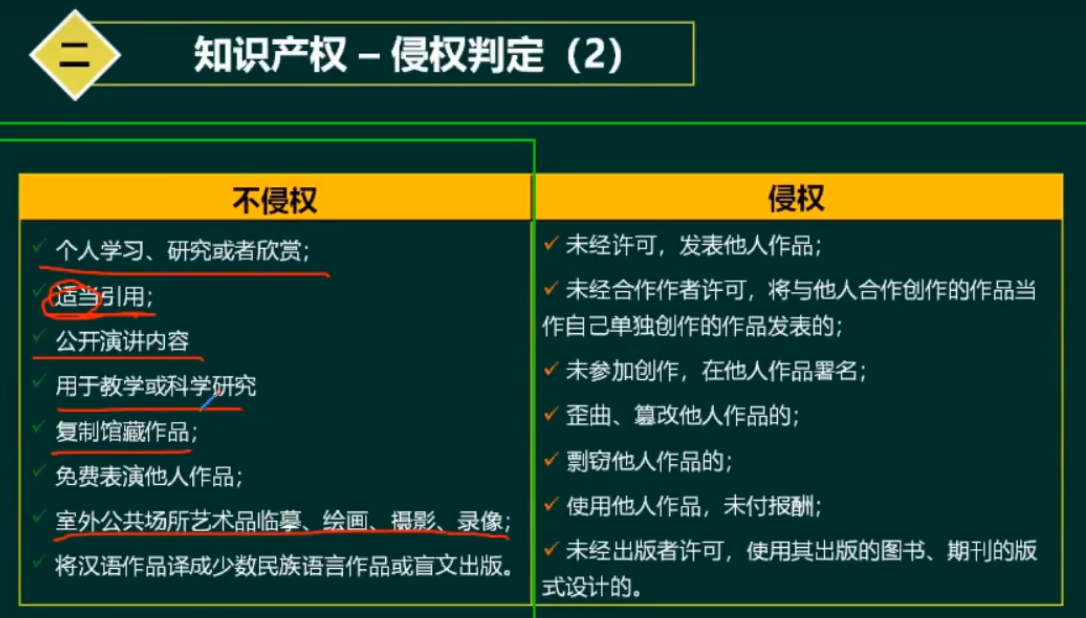 二
知识产权 – 侵权判定（2）
不侵权
个人学习、研究或者欣赏;
适当引用;
公开演讲内容
用于教学或科学研究
复制馆藏作品;
免费表演他人作品;
室外公共场所艺术品临摹、绘画、摄影、录像;
将汉语作品译成少数民族语言作品或盲文出版。
侵权
未经许可，发表他人作品;
未经合作作者许可，将与他人合作创作的作品当
作自己单独创作的作品发表的;
未参加创作，在他人作品署名;
歪曲、篡改他人作品的;
剽窃他人作品的;
使用他人作品，未付报酬;
未经出版者许可，使用其出版的图书、期刊的版
式设计的。